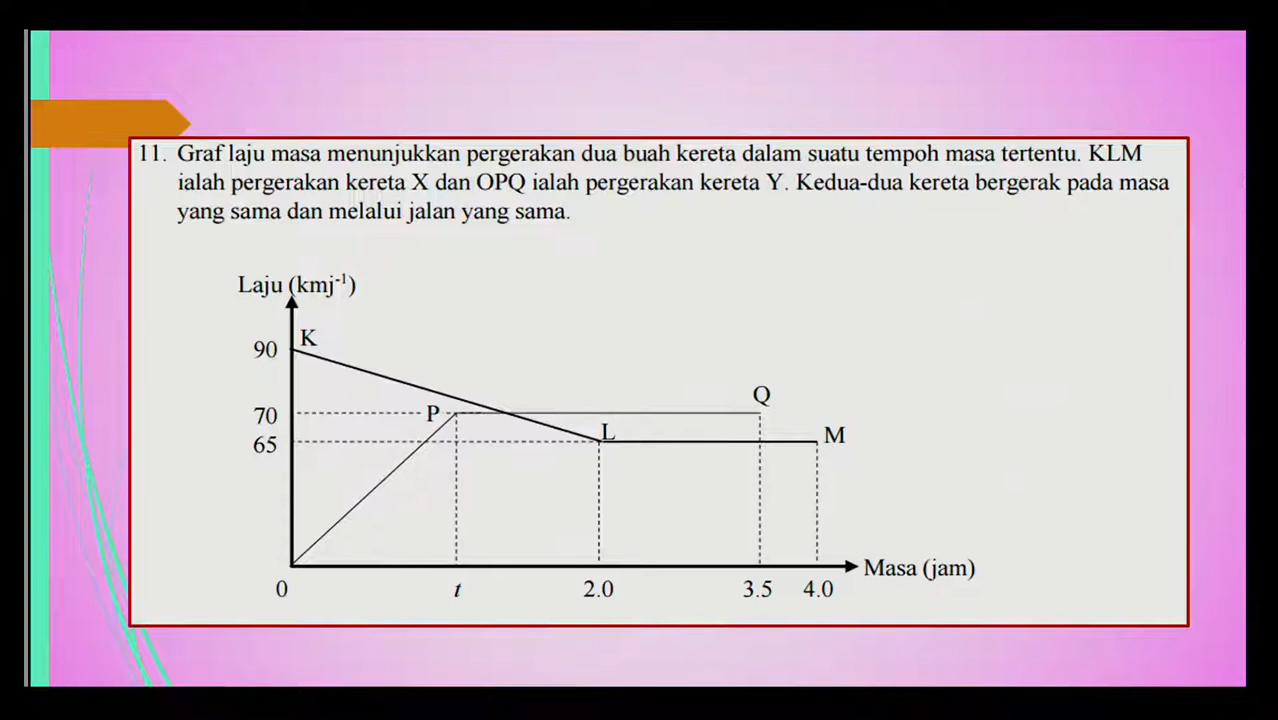 11. Graf laju masa menunjukkan pergerakan dua buah kereta dalam suatu tempoh masa tertentu. KLM
ialah pergerakan kereta X dan OPQ ialah pergerakan kereta Y. Kedua-dua kereta bergerak pada masa
yang sama dan melalui jalan yang sama.
Laju (kmj⁻¹)
K
90
Q
70
P
L
M
65
Masa (jam)
0
t
2.0
3.5
4.0